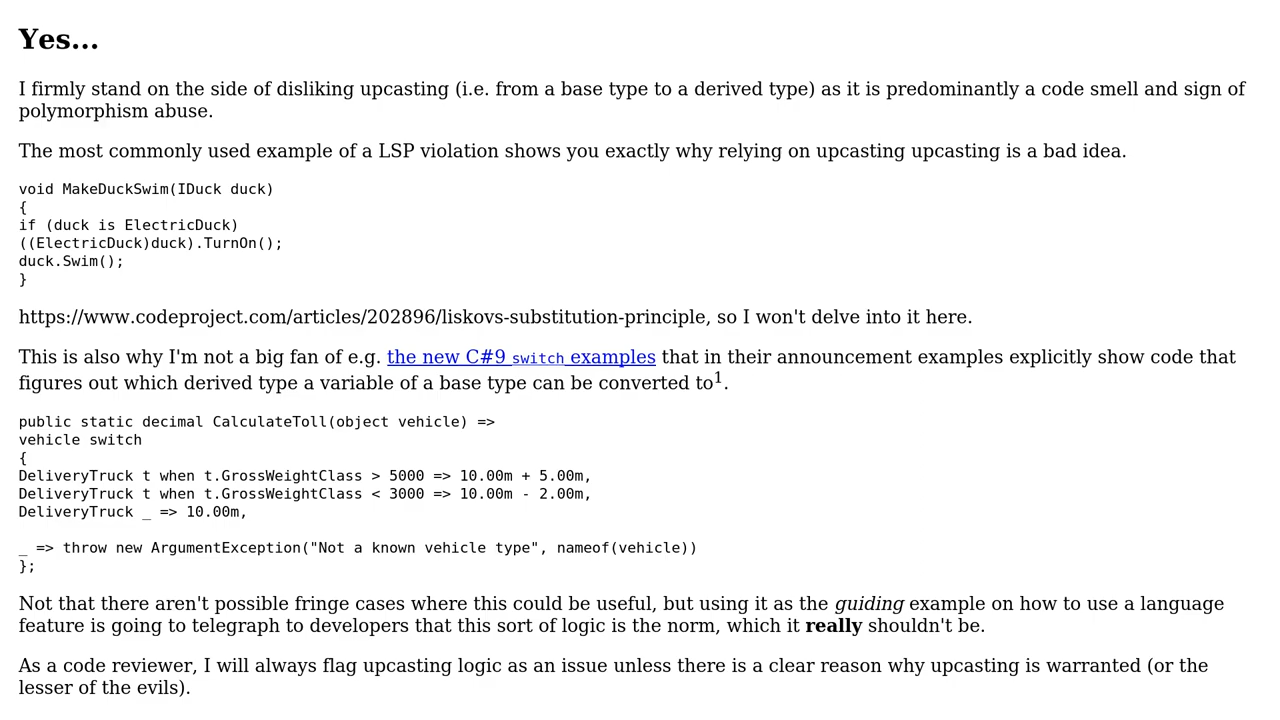 Yes...
I firmly stand on the side of disliking upcasting (i.e. from a base type to a derived type) as it is predominantly a code smell and sign of
polymorphism abuse.
The most commonly used example of a LSP violation shows you exactly why relying on upcasting upcasting is a bad idea.
void MakeDuckSwim(IDuck duck)
{
if (duck is ElectricDuck)
((ElectricDuck)duck).TurnOn();
duck.Swim();
}
https://www.codeproject.com/articles/202896/liskovs-substitution-principle, so I won't delve into it here.
This is also why I'm not a big fan of e.g. the new C#9 switch examples that in their announcement examples explicitly show code that
figures out which derived type a variable of a base type can be converted to1.
public static decimal CalculateToll(object vehicle) =>
vehicle switch
{
DeliveryTruck t when t.GrossWeightClass > 5000 => 10.00m + 5.00m,
DeliveryTruck t when t.GrossWeightClass < 3000 => 10.00m - 2.00m,
DeliveryTruck _ => 10.00m,
_ => throw new ArgumentException("Not a known vehicle type", nameof(vehicle))
};
Not that there aren't possible fringe cases where this could be useful, but using it as the guiding example on how to use a language
feature is going to telegraph to developers that this sort of logic is the norm, which it really shouldn't be.
As a code reviewer, I will always flag upcasting logic as an issue unless there is a clear reason why upcasting is warranted (or the
lesser of the evils).